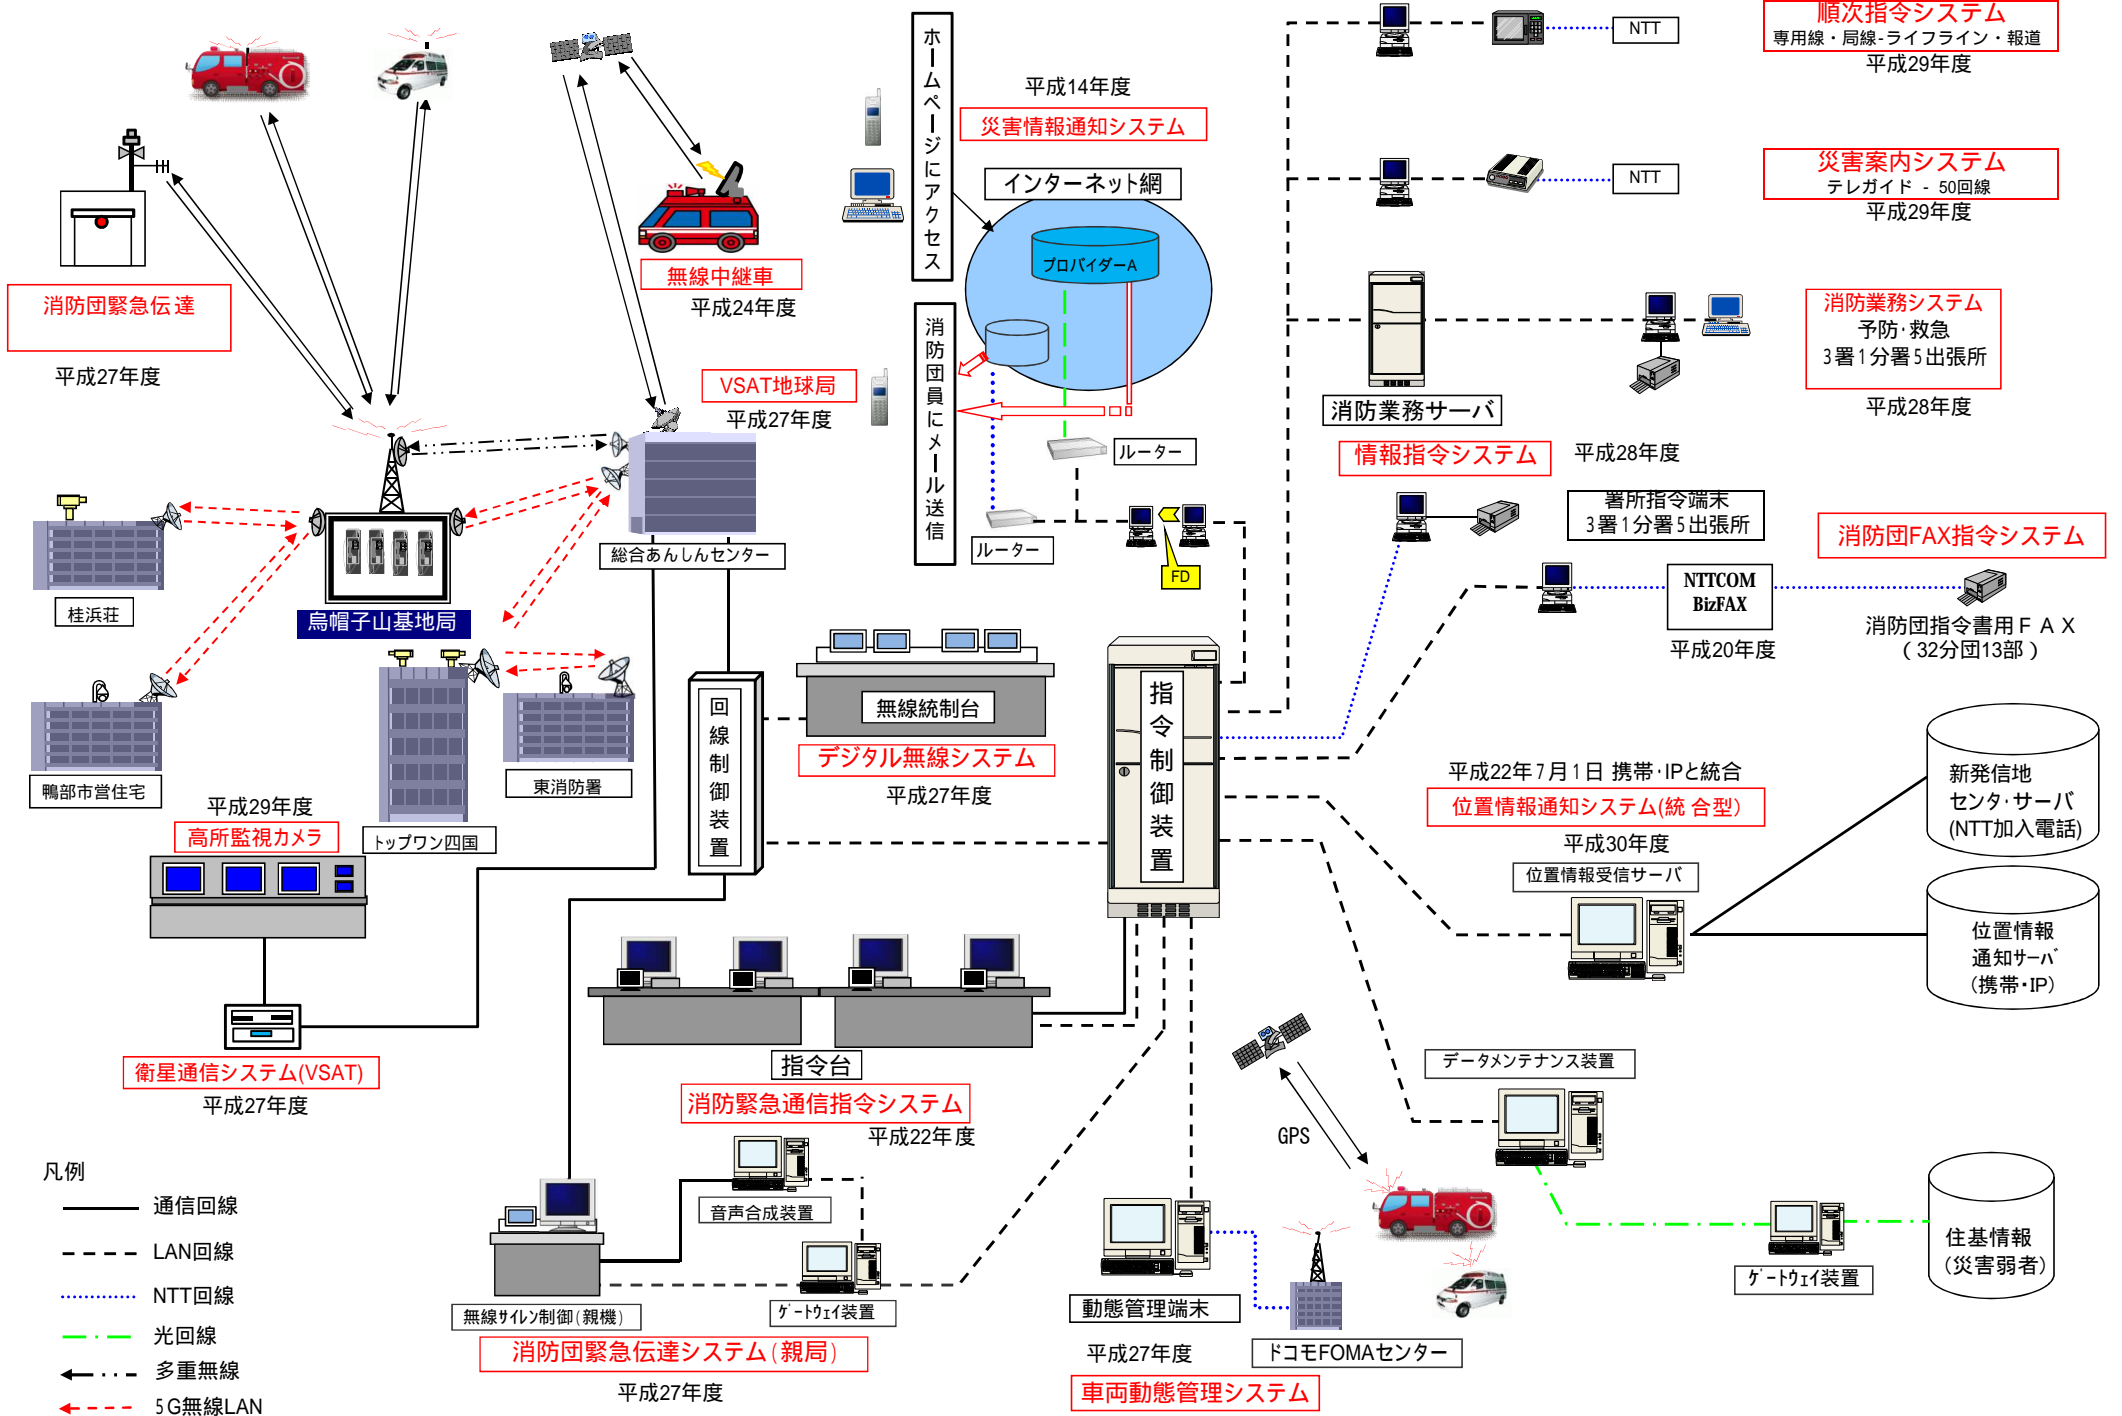 順次指令システム
専用線・局線-ライフライン・報道
平成29年度
NTT
災害案内システム
テレガイド - 50回線
平成29年度
NTT
ホームページにアクセス
平成14年度
災害情報通知システム
インターネット網
プロバイダーA
無線中継車
平成24年度
消防団緊急伝達
平成27年度
VSAT地球局
平成27年度
消防団員にメール送信
ルーター
ルーター
FD
消防業務システム
予防・救急
3署1分署5出張所
平成28年度
消防業務サーバ
情報指令システム
平成28年度
署所指令端末
3署1分署5出張所
消防団FAX指令システム
NTTCOM
BizFAX
平成20年度
消防団指令書用ＦＡＸ
（32分団13部）
総合あんしんセンター
桂浜荘
烏帽子山基地局
鴨部市営住宅
トップワン四国
東消防署
平成29年度
高所監視カメラ
回線制御装置
無線統制台
デジタル無線システム
平成27年度
指令制御装置
平成22年7月1日 携帯・IPと統合
位置情報通知システム(統合型)
平成30年度
位置情報受信サーバ
新発信地
センタ・サーバ
(NTT加入電話)
位置情報
通知サーバ
(携帯・IP)
衛星通信システム(VSAT)
平成27年度
指令台
消防緊急通信指令システム
平成22年度
データメンテナンス装置
GPS
音声合成装置
ゲートウェイ装置
無線サイレン制御(親機)
消防団緊急伝達システム(親局)
平成27年度
動態管理端末
平成27年度
車両動態管理システム
ドコモFOMAセンター
ゲートウェイ装置
住基情報
(災害弱者)
凡例
通信回線
LAN回線
NTT回線
光回線
多重無線
5G無線LAN